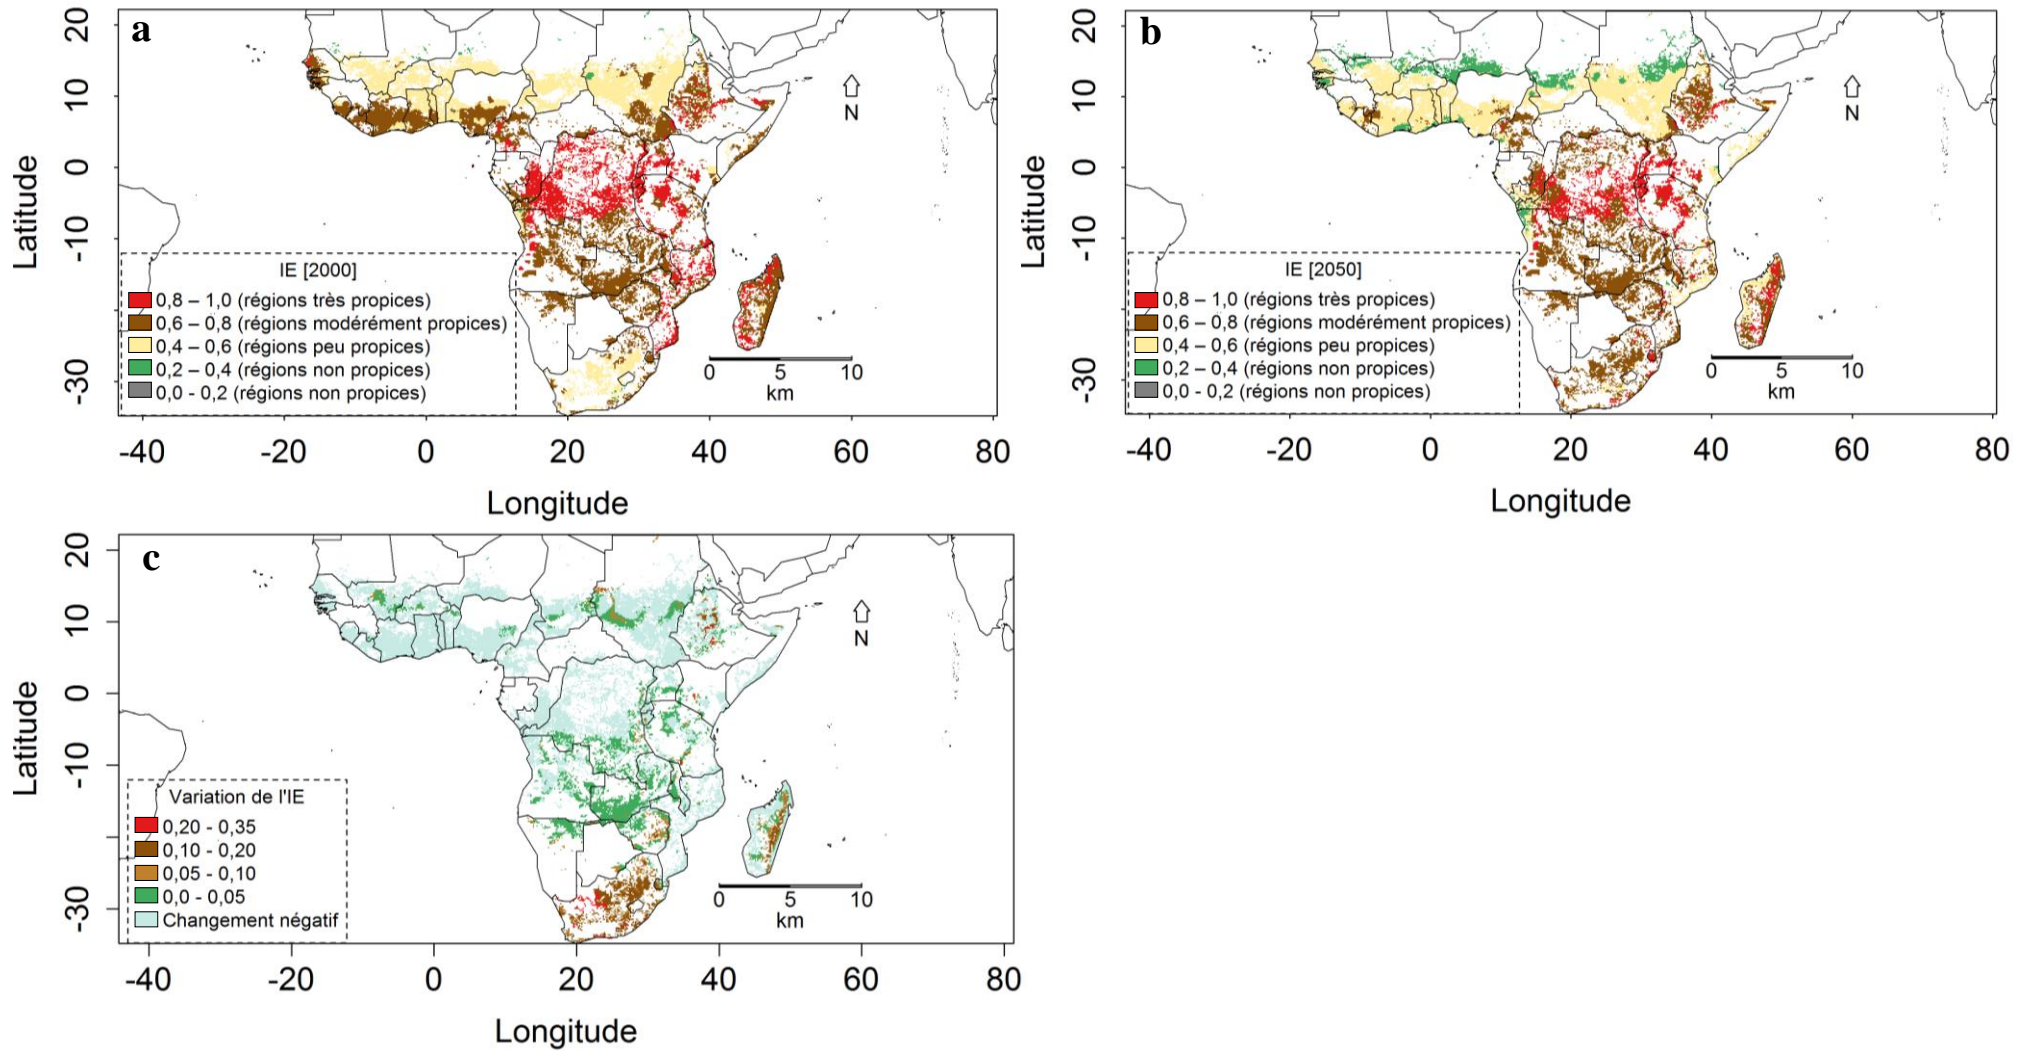 a
20
10
0
-10
-30
Latitude
N
IE [2000]
0,8 – 1,0 (régions très propices)
0,6 – 0,8 (régions modérément propices)
0,4 – 0,6 (régions peu propices)
0,2 – 0,4 (régions non propices)
0,0 - 0,2 (régions non propices)
0 5 10
km
-40 -20 0 20 40 60 80
Longitude
b
20
10
0
-10
-30
Latitude
N
IE [2050]
0,8 – 1,0 (régions très propices)
0,6 – 0,8 (régions modérément propices)
0,4 – 0,6 (régions peu propices)
0,2 – 0,4 (régions non propices)
0,0 - 0,2 (régions non propices)
0 5 10
km
-40 -20 0 20 40 60 80
Longitude
c
20
10
0
-10
-30
Latitude
N
Variation de l'IE
0,20 - 0,35
0,10 - 0,20
0,05 - 0,10
0,0 - 0,05
Changement négatif
0 5 10
km
-40 -20 0 20 40 60 80
Longitude